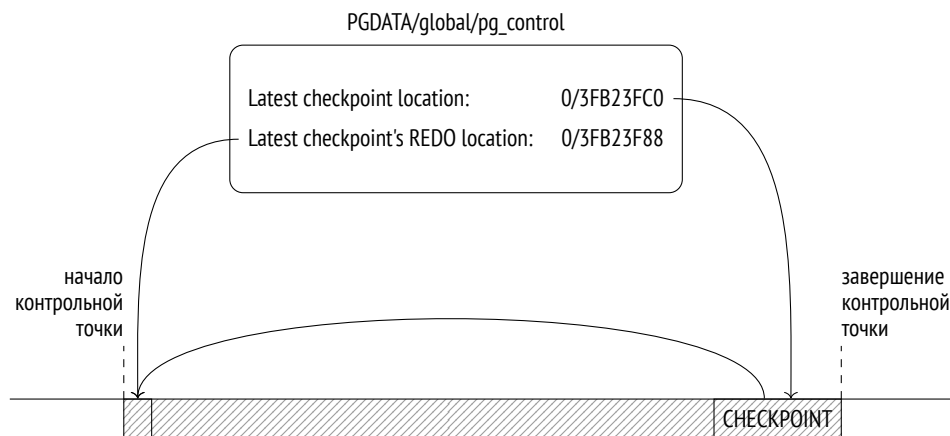 PGDATA/global/pg_control
Latest checkpoint location: 0/3FB23FC0
Latest checkpoint's REDO location: 0/3FB23F88
начало
контрольной
точки
завершение
контрольной
точки
CHECKPOINT